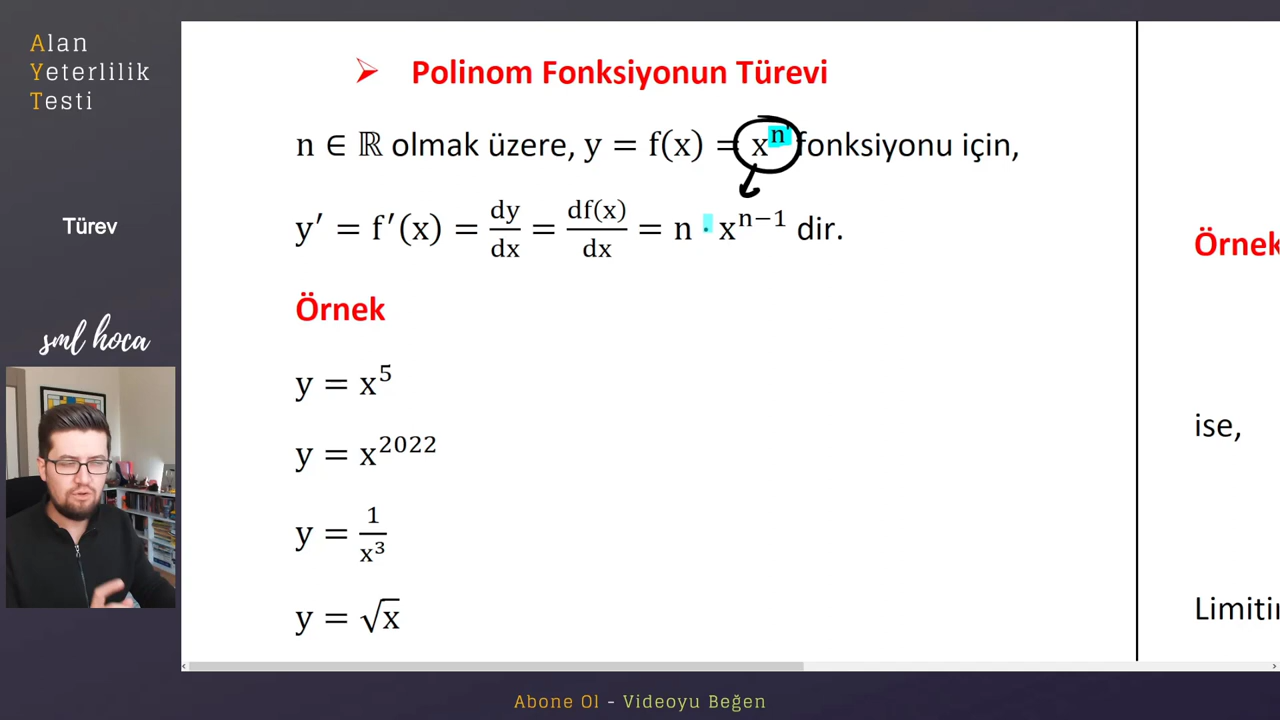 Alan
Yeterlilik
Testi
Türev
sml hoca
➢ Polinom Fonksiyonun Türevi
n ∈ ℝ olmak üzere, y = f(x) = xⁿ fonksiyonu için,
y′ = f′(x) = dy/dx = df(x)/dx = n · xⁿ⁻¹ dir.
Örnek
y = x⁵
y = x²⁰²²
y = 1/x³
y = √x
Örnek
ise,
Abone Ol - Videoyu Beğen